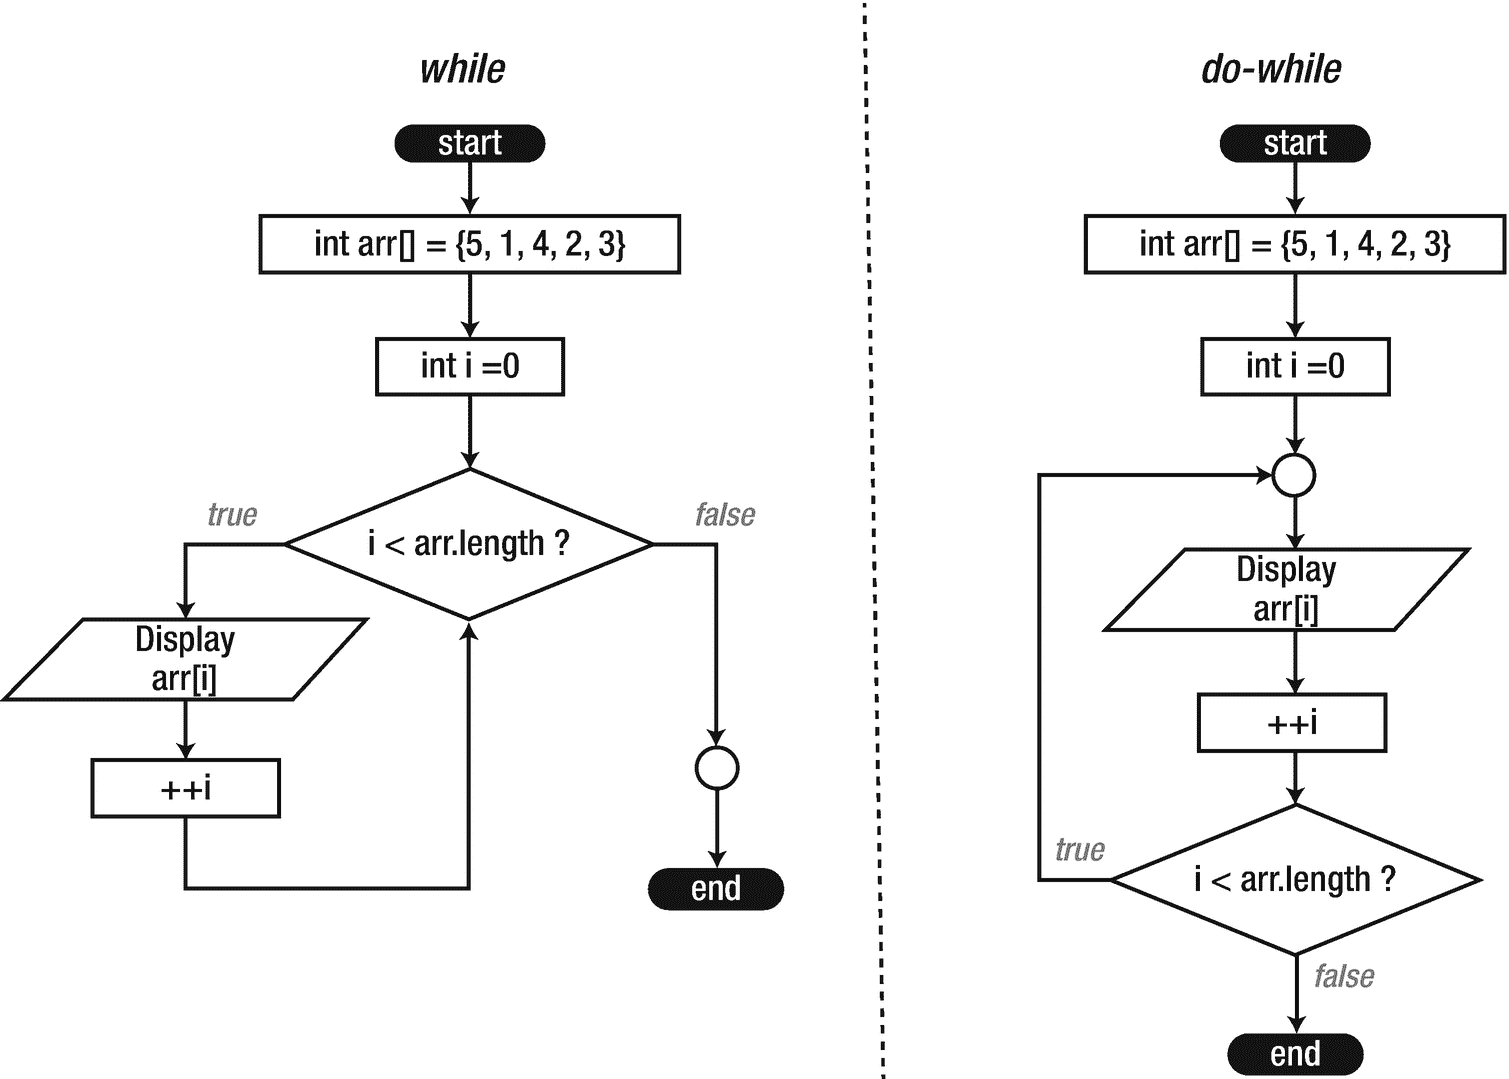 while
start
int arr[] = {5, 1, 4, 2, 3}
int i =0
i < arr.length ?
true
false
Display
arr[i]
++i
end
do-while
start
int arr[] = {5, 1, 4, 2, 3}
int i =0
Display
arr[i]
++i
i < arr.length ?
true
false
end